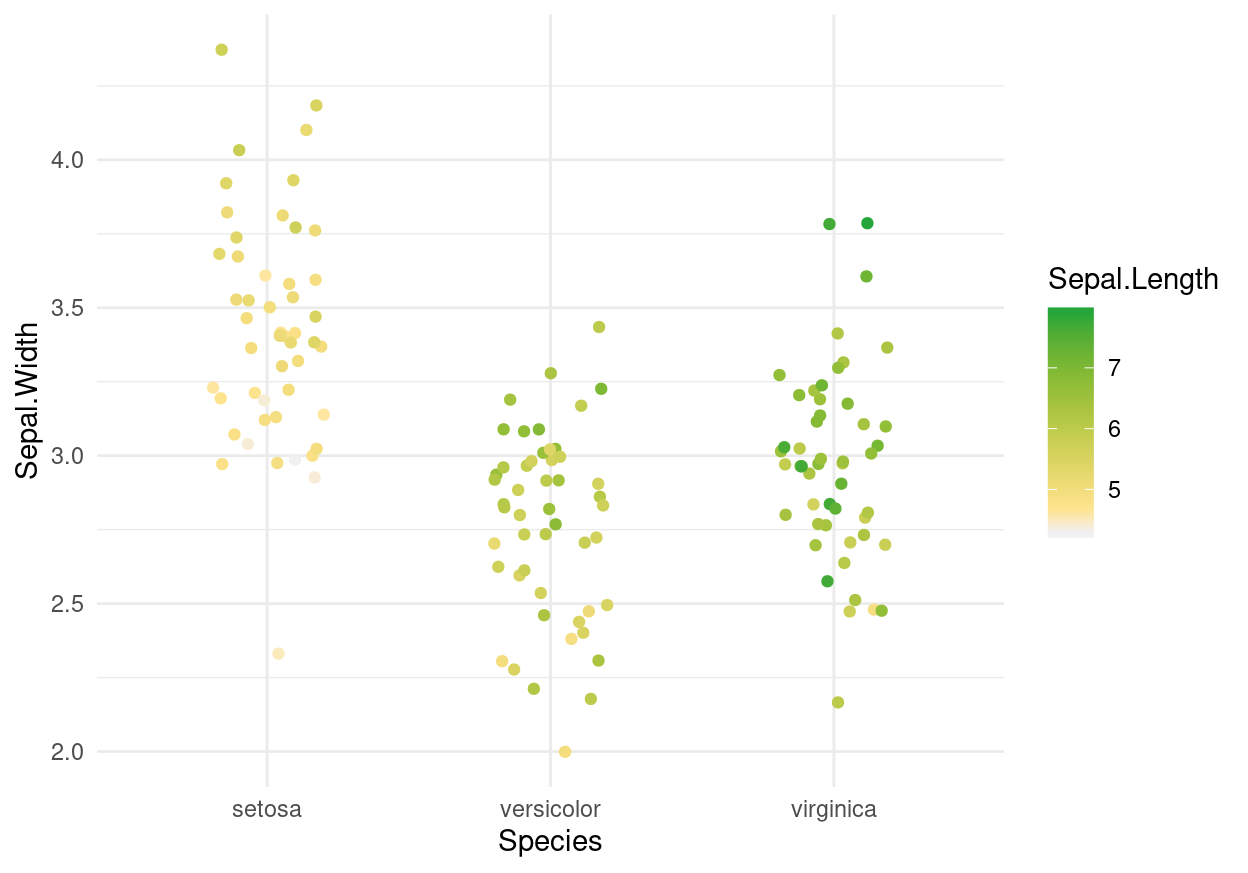 4.0
3.5
3.0
2.5
2.0
Sepal.Width
setosa
versicolor
virginica
Species
Sepal.Length
7
6
5